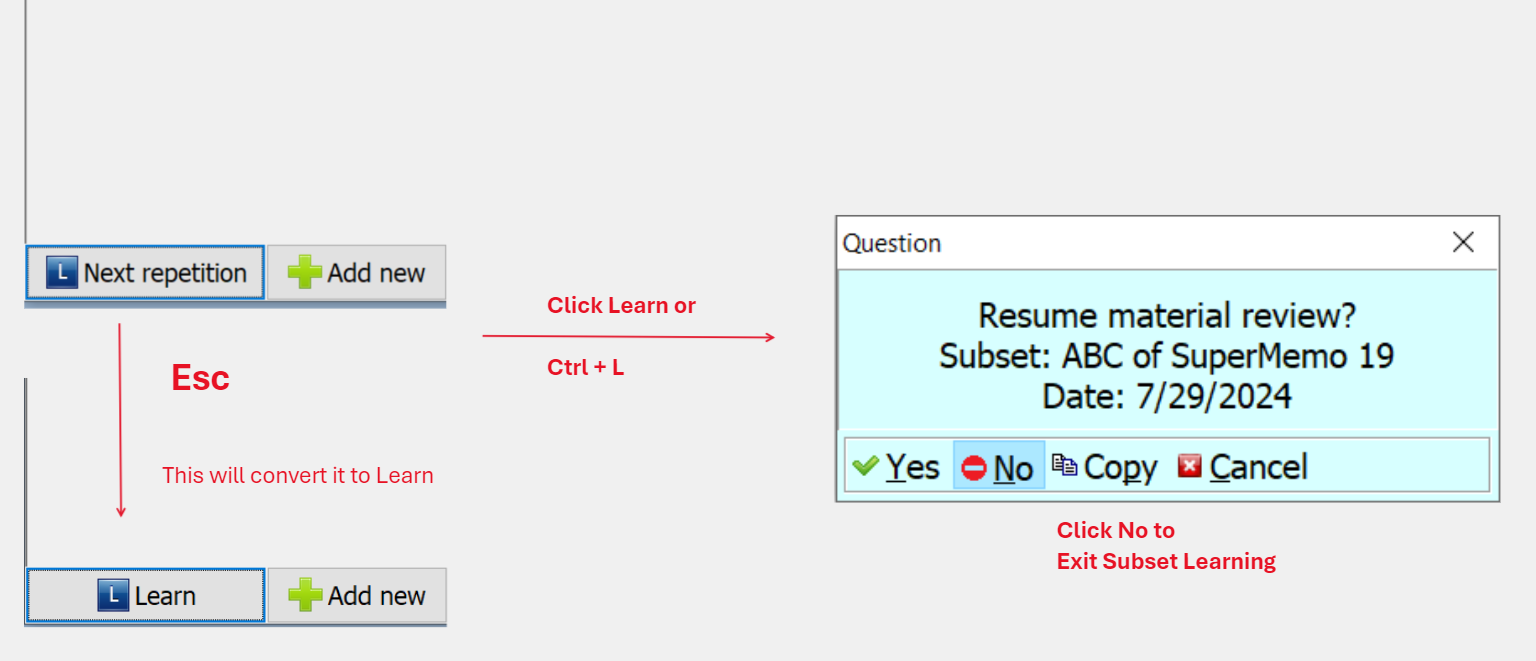 L Next repetition
Add new
Esc
This will convert it to Learn
L Learn
Add new
Click Learn or
Ctrl + L
Question
Resume material review?
Subset: ABC of SuperMemo 19
Date: 7/29/2024
Yes No Copy Cancel
Click No to
Exit Subset Learning